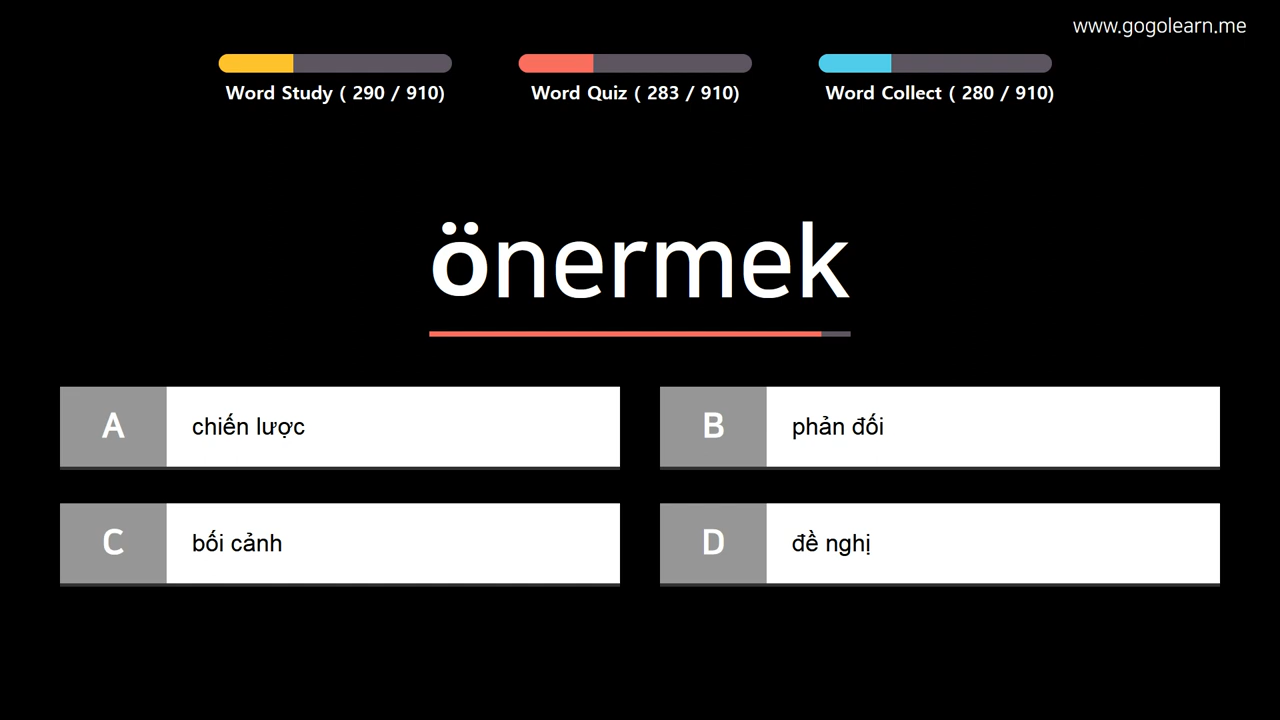 www.gogolearn.me
Word Study ( 290 / 910)
Word Quiz ( 283 / 910)
Word Collect ( 280 / 910)
önermek
A chiến lược
B phản đối
C bối cảnh
D đề nghị